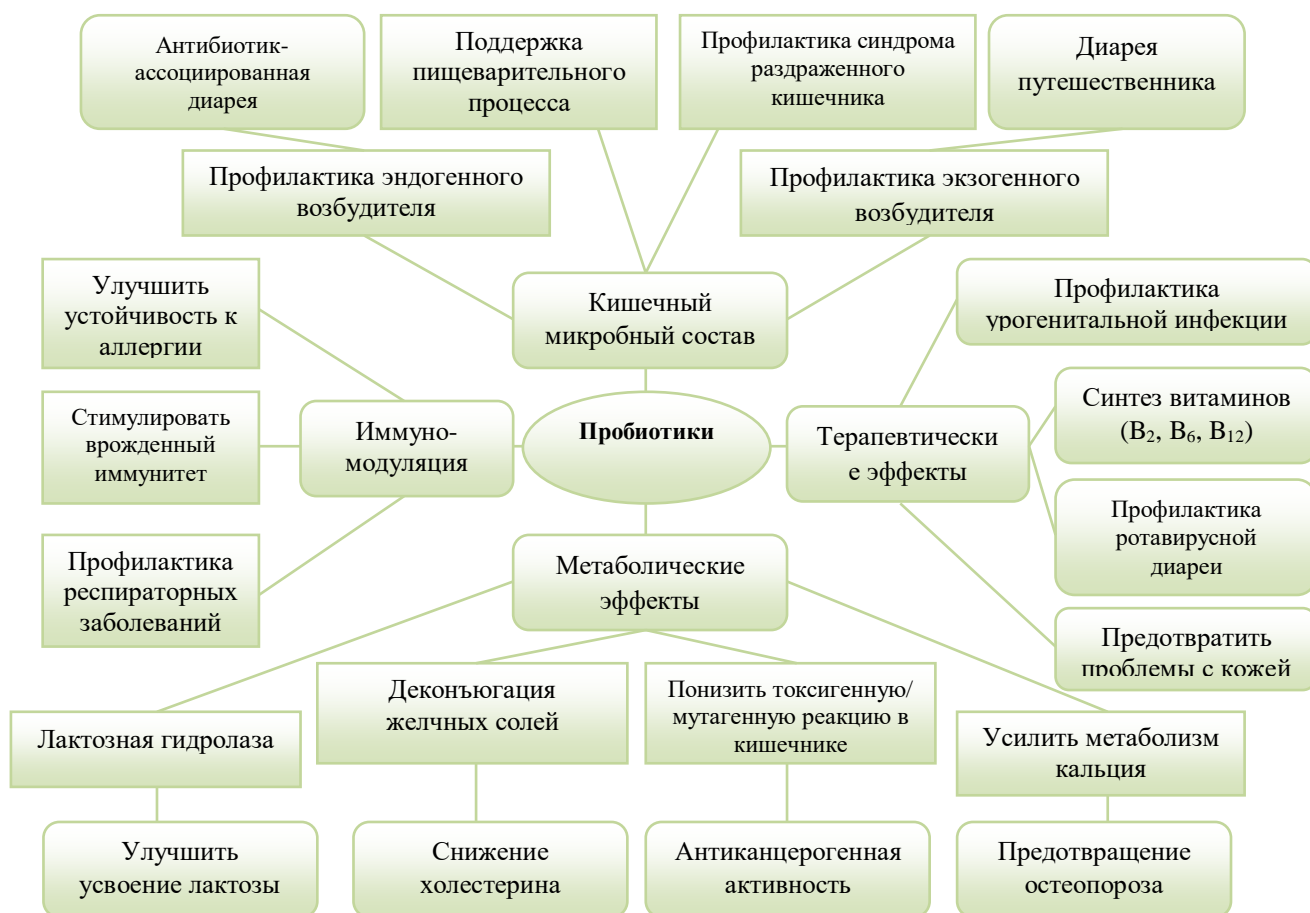 Антибиотик-
ассоциированная
диарея
Поддержка
пищеварительного
процесса
Профилактика синдрома
раздраженного
кишечника
Диарея
путешественника
Профилактика эндогенного
возбудителя
Профилактика экзогенного
возбудителя
Улучшить
устойчивость к
аллергии
Кишечный
микробный состав
Профилактика
урогенитальной инфекции
Стимулировать
врожденный
иммунитет
Иммуно-
модуляция
Пробиотики
Терапевтически
е эффекты
Синтез витаминов
(B₂, B₆, B₁₂)
Профилактика
ротавирусной
диареи
Профилактика
респираторных
заболеваний
Метаболические
эффекты
Предотвратить
проблемы с кожей
Лактозная гидролаза
Деконъюгация
желчных солей
Понизить токсигенную/
мутагенную реакцию в
кишечнике
Усилить метаболизм
кальция
Улучшить
усвоение лактозы
Снижение
холестерина
Антиканцерогенная
активность
Предотвращение
остеопороза